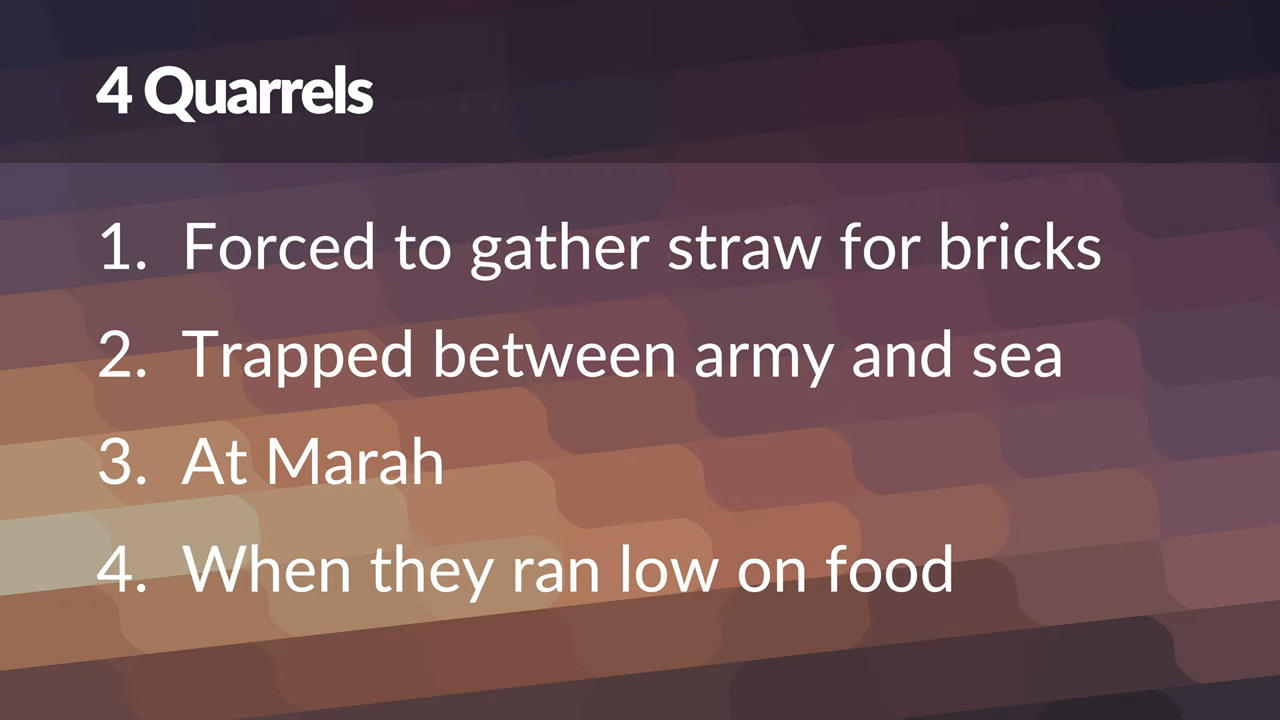 4 Quarrels
1. Forced to gather straw for bricks
2. Trapped between army and sea
3. At Marah
4. When they ran low on food